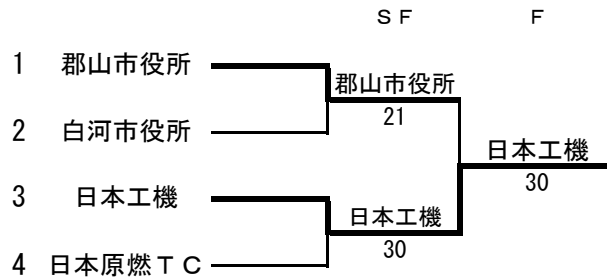 ＳＦ Ｆ
1 郡山市役所
郡山市役所
21
2 白河市役所
日本工機
30
3 日本工機
日本工機
30
4 日本原燃ＴＣ